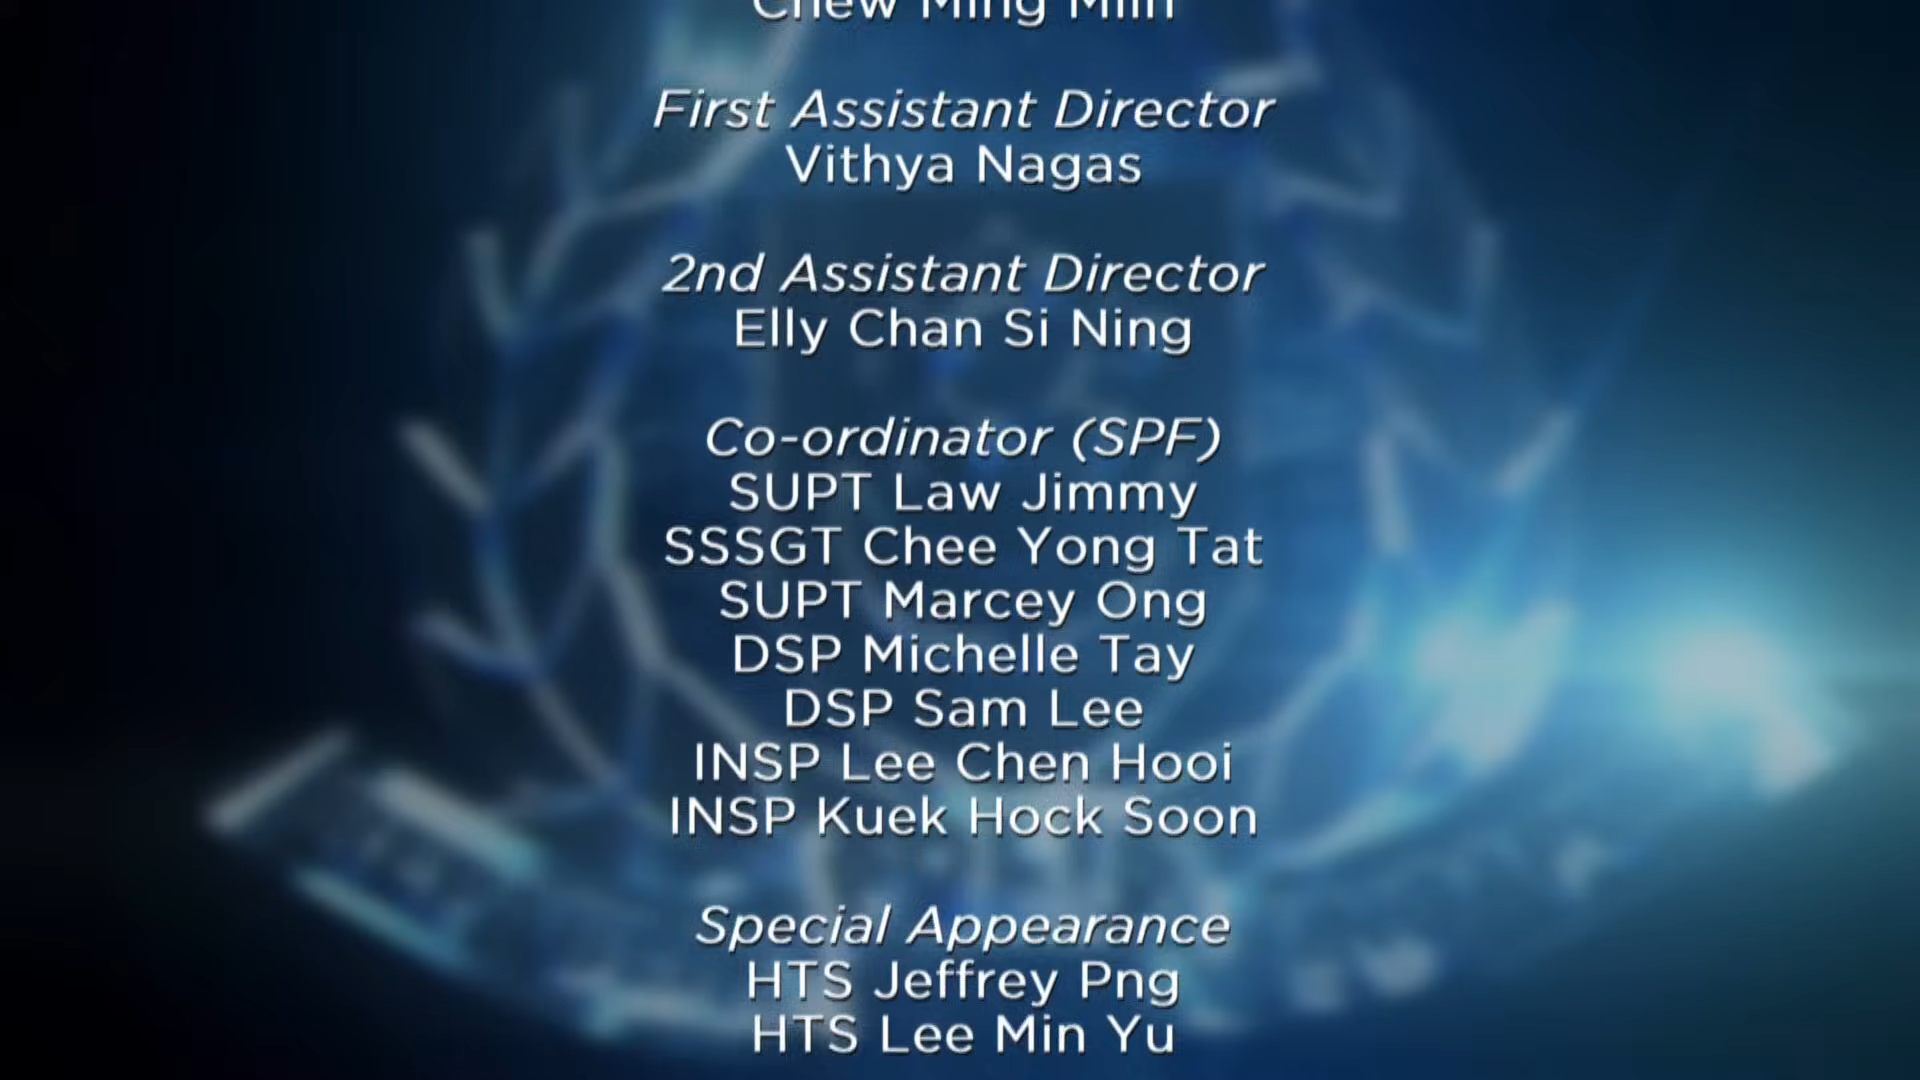 Chew Ming
First Assistant Director
Vithya Nagas
2nd Assistant Director
Elly Chan Si Ning
Co-ordinator (SPF)
SUPT Law Jimmy
SSSGT Chee Yong Tat
SUPT Marcey Ong
DSP Michelle Tay
DSP Sam Lee
INSP Lee Chen Hooi
INSP Kuek Hock Soon
Special Appearance
HTS Jeffrey Png
HTS Lee Min Yu